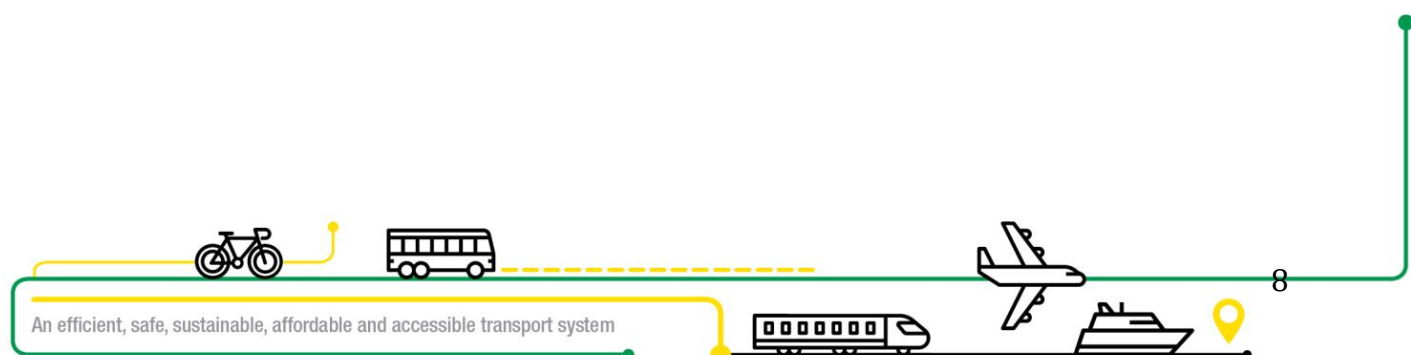 8
An efficient, safe, sustainable, affordable and accessible transport system